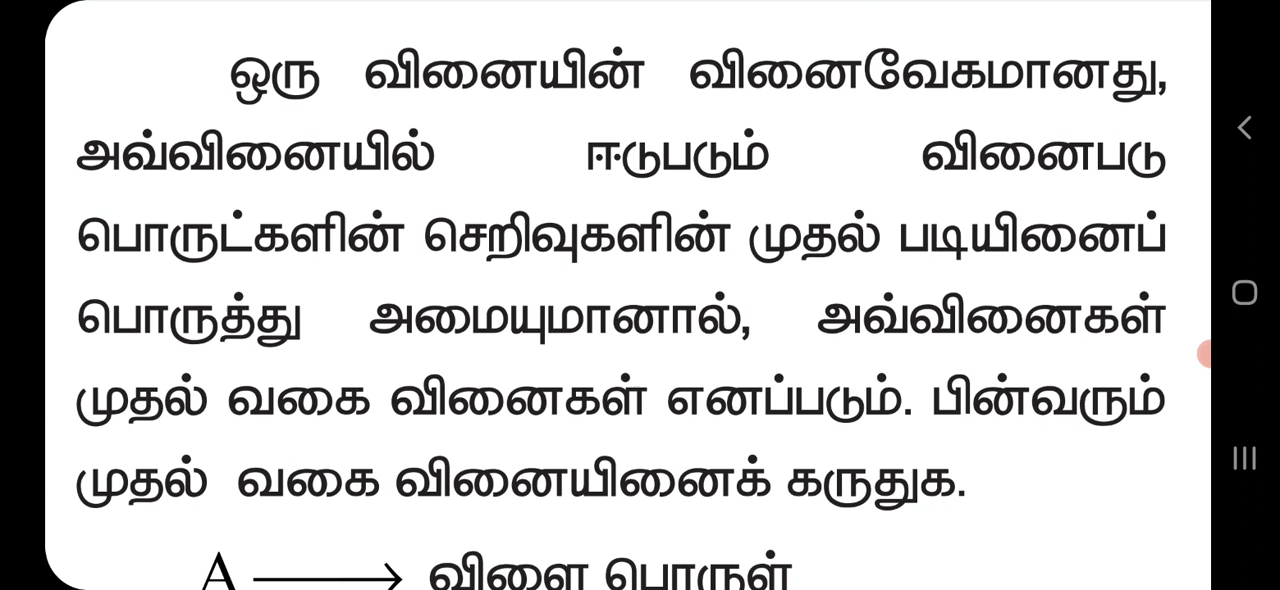 ஒரு வினையின் வினைவேகமானது,
அவ்வினையில் ஈடுபடும் வினைபடு
பொருட்களின் செறிவுகளின் முதல் படியினைப்
பொருத்து அமையுமானால், அவ்வினைகள்
முதல் வகை வினைகள் எனப்படும். பின்வரும்
முதல் வகை வினையினைக் கருதுக.
A ⟶ விளை பொருள்